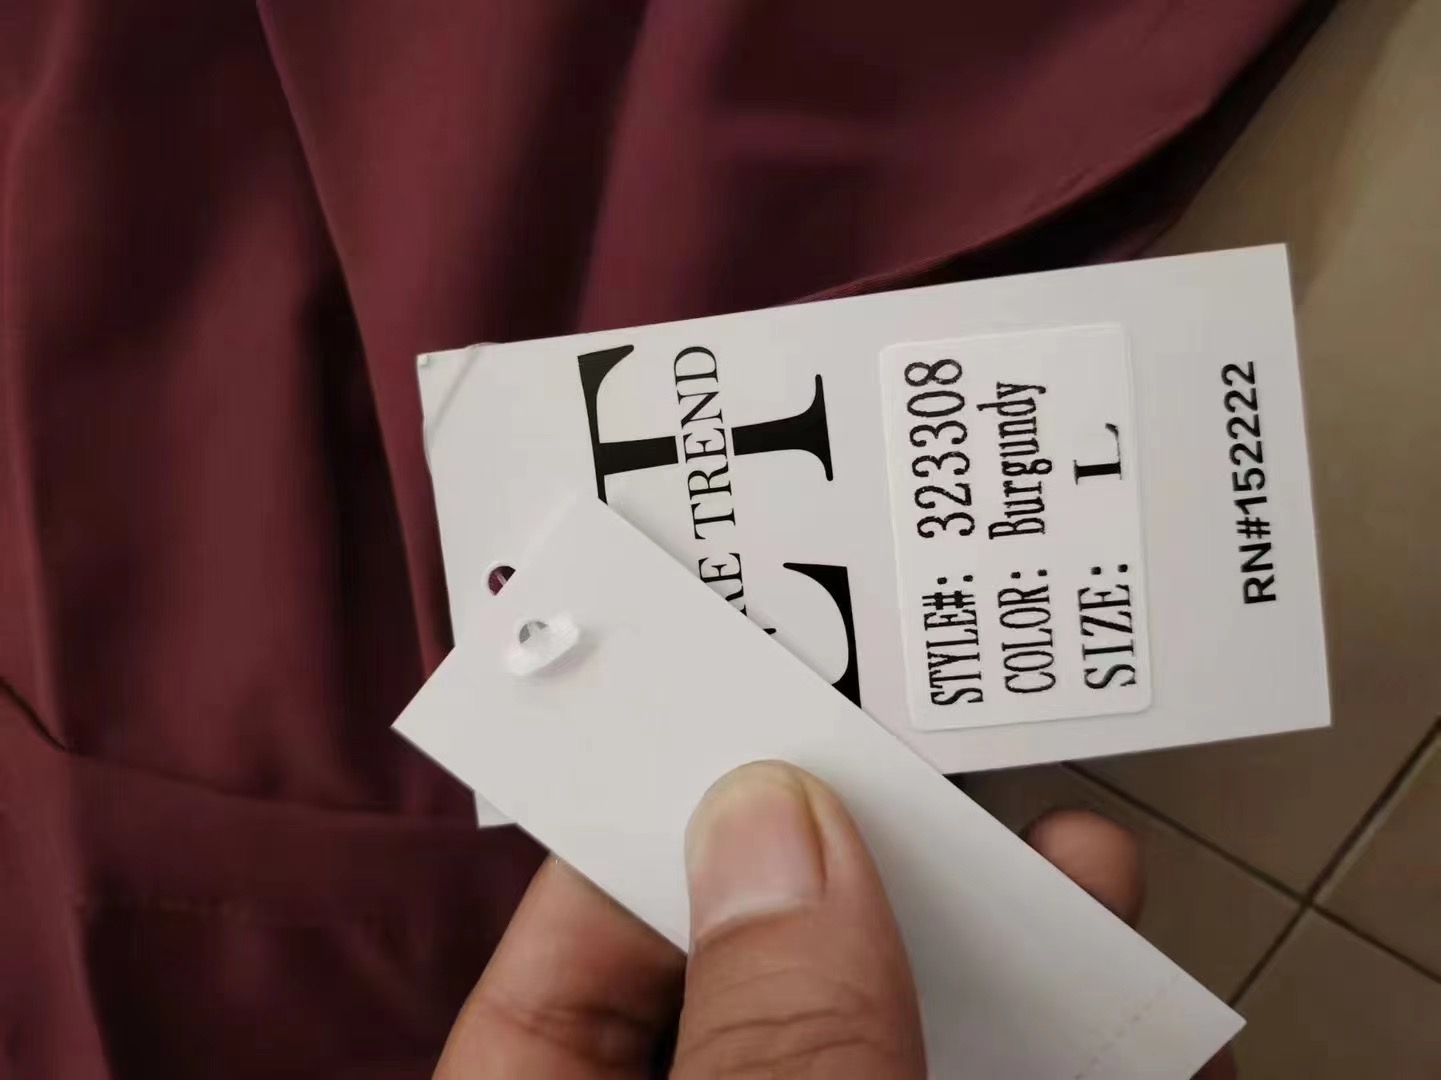 T
TREND
STYLE#: 323308
COLOR: Burgundy
SIZE: L
RN#152222